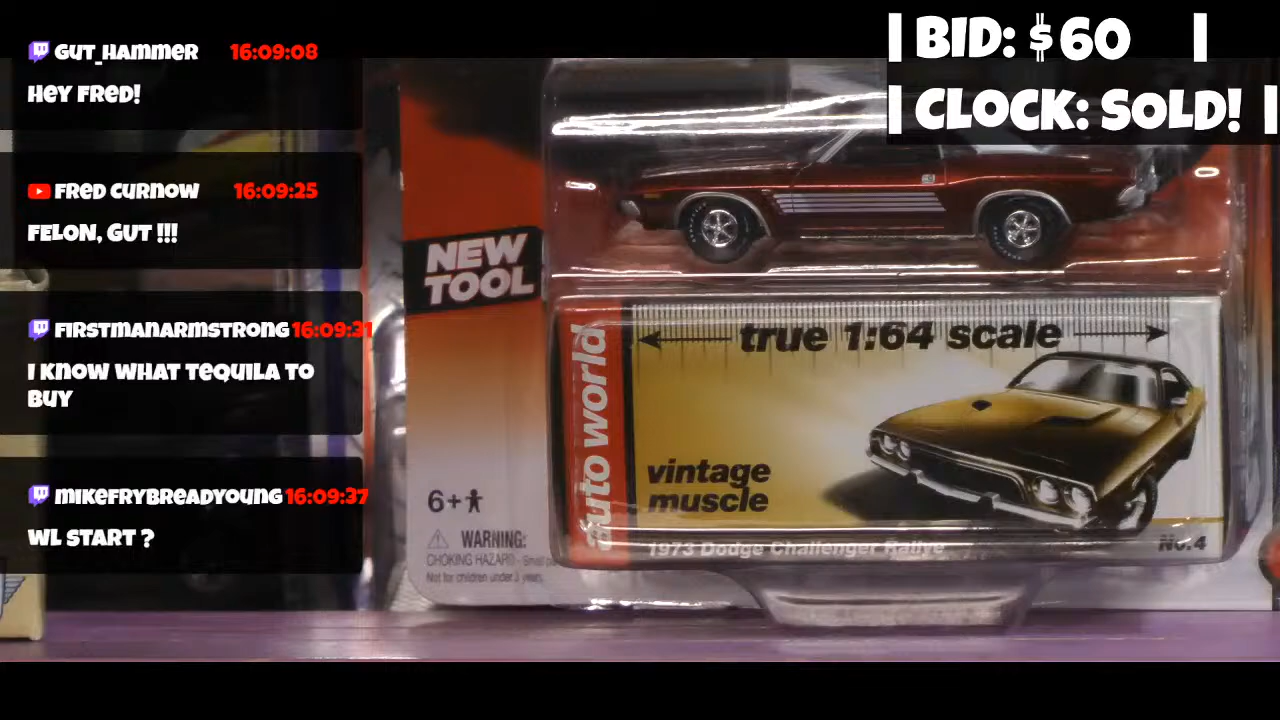 GUT_HAMMER 16:09:08
HEY FRED!
FRED CURNOW 16:09:25
FELON, GUT !!!
FIRSTMANARMSTRONG 16:09:31
I KNOW WHAT TEQUILA TO
BUY
MIKEFRYBREADYOUNG 16:09:37
WL START ?
| BID: $60 |
| CLOCK: SOLD! |
NEW
TOOL
true 1:64 scale
auto world
vintage
muscle
1973 Dodge Challenger Rallye
No.4
6+
WARNING:
CHOKING HAZARD - Small
Not for children under 3 years.